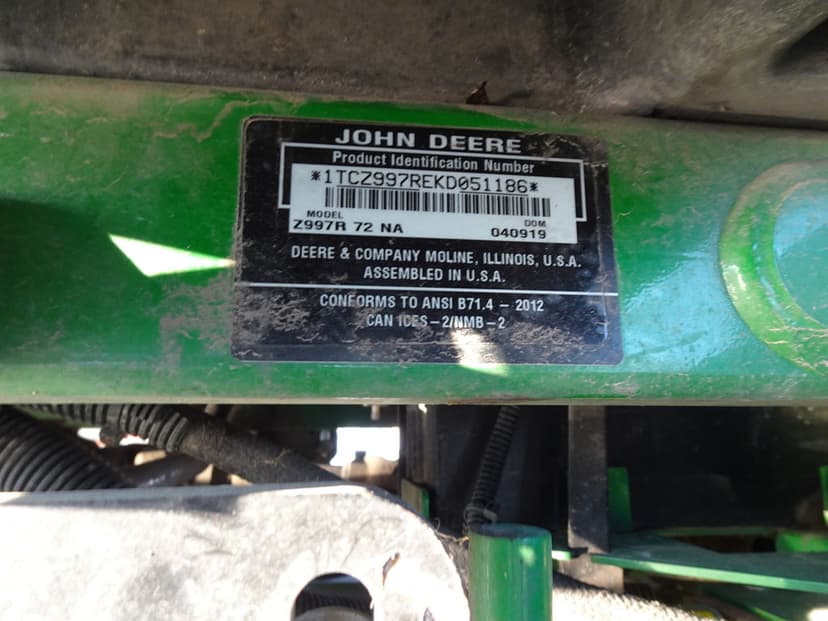 JOHN DEERE
Product Identification Number
*1TCZ997REKD051186*
MODEL DOM
Z997R 72 NA 040919
DEERE & COMPANY MOLINE, ILLINOIS, U.S.A.
ASSEMBLED IN U.S.A.
CONFORMS TO ANSI B71.4 – 2012
CAN ICES – 2/NMB – 2